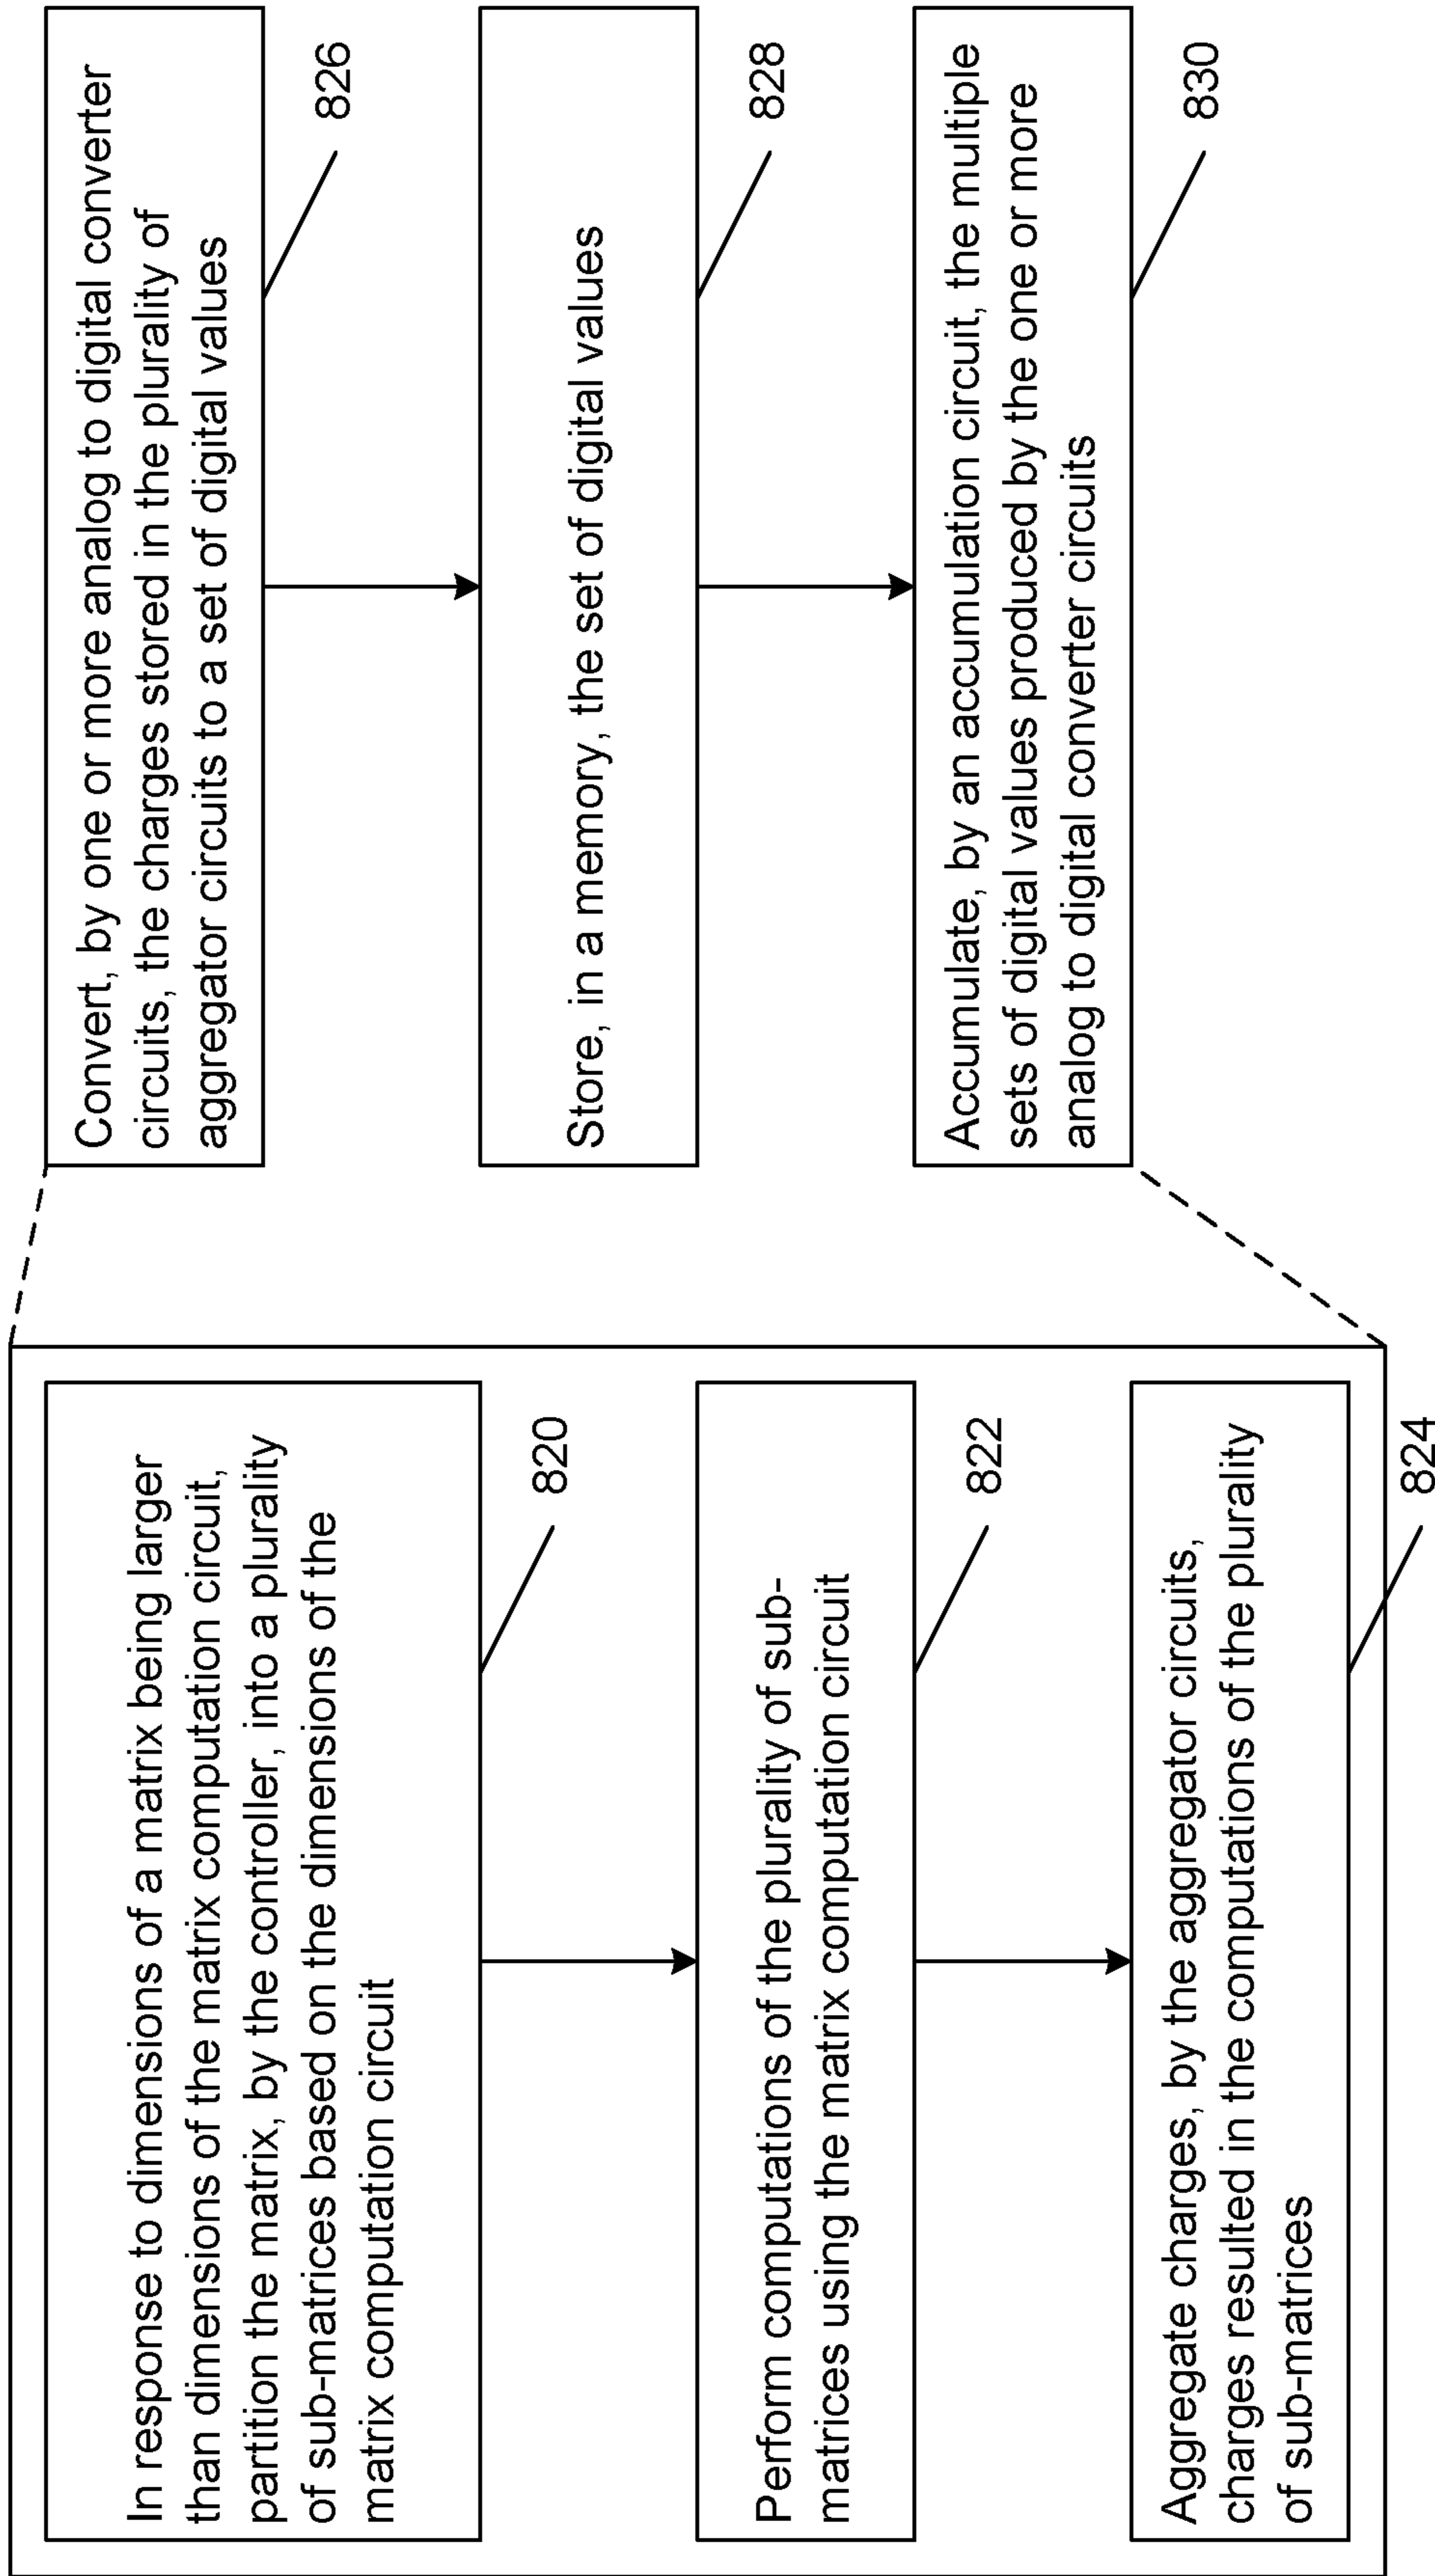 In response to dimensions of a matrix being larger
than dimensions of the matrix computation circuit,
partition the matrix, by the controller, into a plurality
of sub-matrices based on the dimensions of the
matrix computation circuit
820
Perform computations of the plurality of sub-
matrices using the matrix computation circuit
822
Aggregate charges, by the aggregator circuits,
charges resulted in the computations of the plurality
of sub-matrices
824
Convert, by one or more analog to digital converter
circuits, the charges stored in the plurality of
aggregator circuits to a set of digital values
826
Store, in a memory, the set of digital values
828
Accumulate, by an accumulation circuit, the multiple
sets of digital values produced by the one or more
analog to digital converter circuits
830